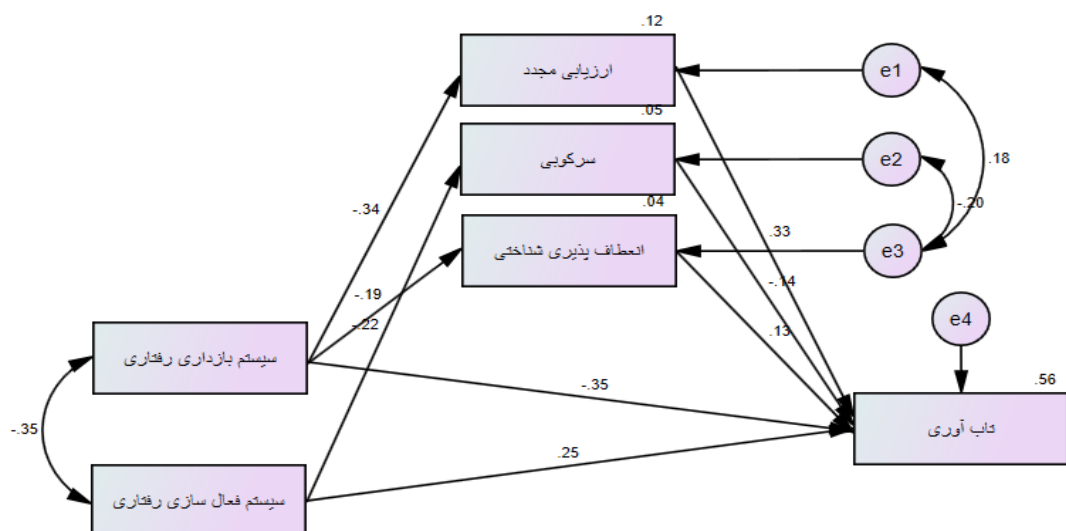 .12
ارزیابی مجدد
e1
.05
سرکوبی
e2
.18
.04
-.20
انعطاف پذیری شناختی
e3
-.34
.33
-.14
-.19
.13
-.22
e4
سیستم بازداری رفتاری
-.35
.56
تاب آوری
-.35
.25
سیستم فعال سازی رفتاری